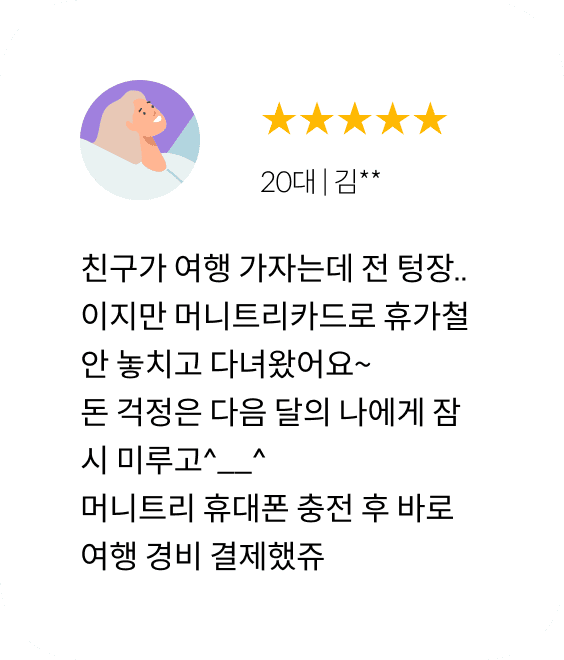 ★★★★★
20대 | 김**
친구가 여행 가자는데 전 텅장..
이지만 머니트리카드로 휴가철
안 놓치고 다녀왔어요~
돈 걱정은 다음 달의 나에게 잠
시 미루고^__^
머니트리 휴대폰 충전 후 바로
여행 경비 결제했쥬